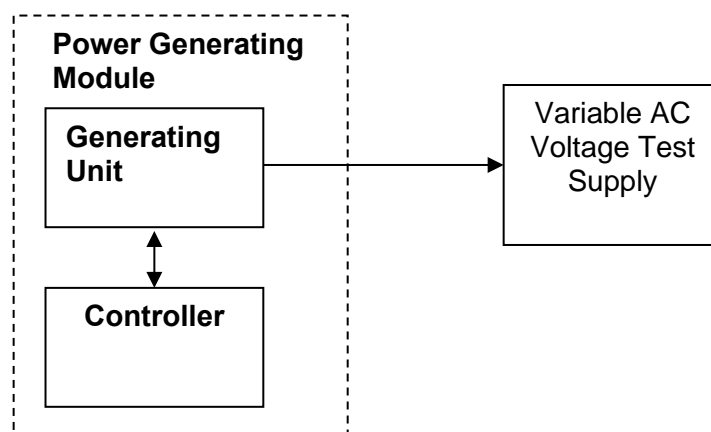 Power Generating
Module
Generating
Unit
Variable AC
Voltage Test
Supply
Controller